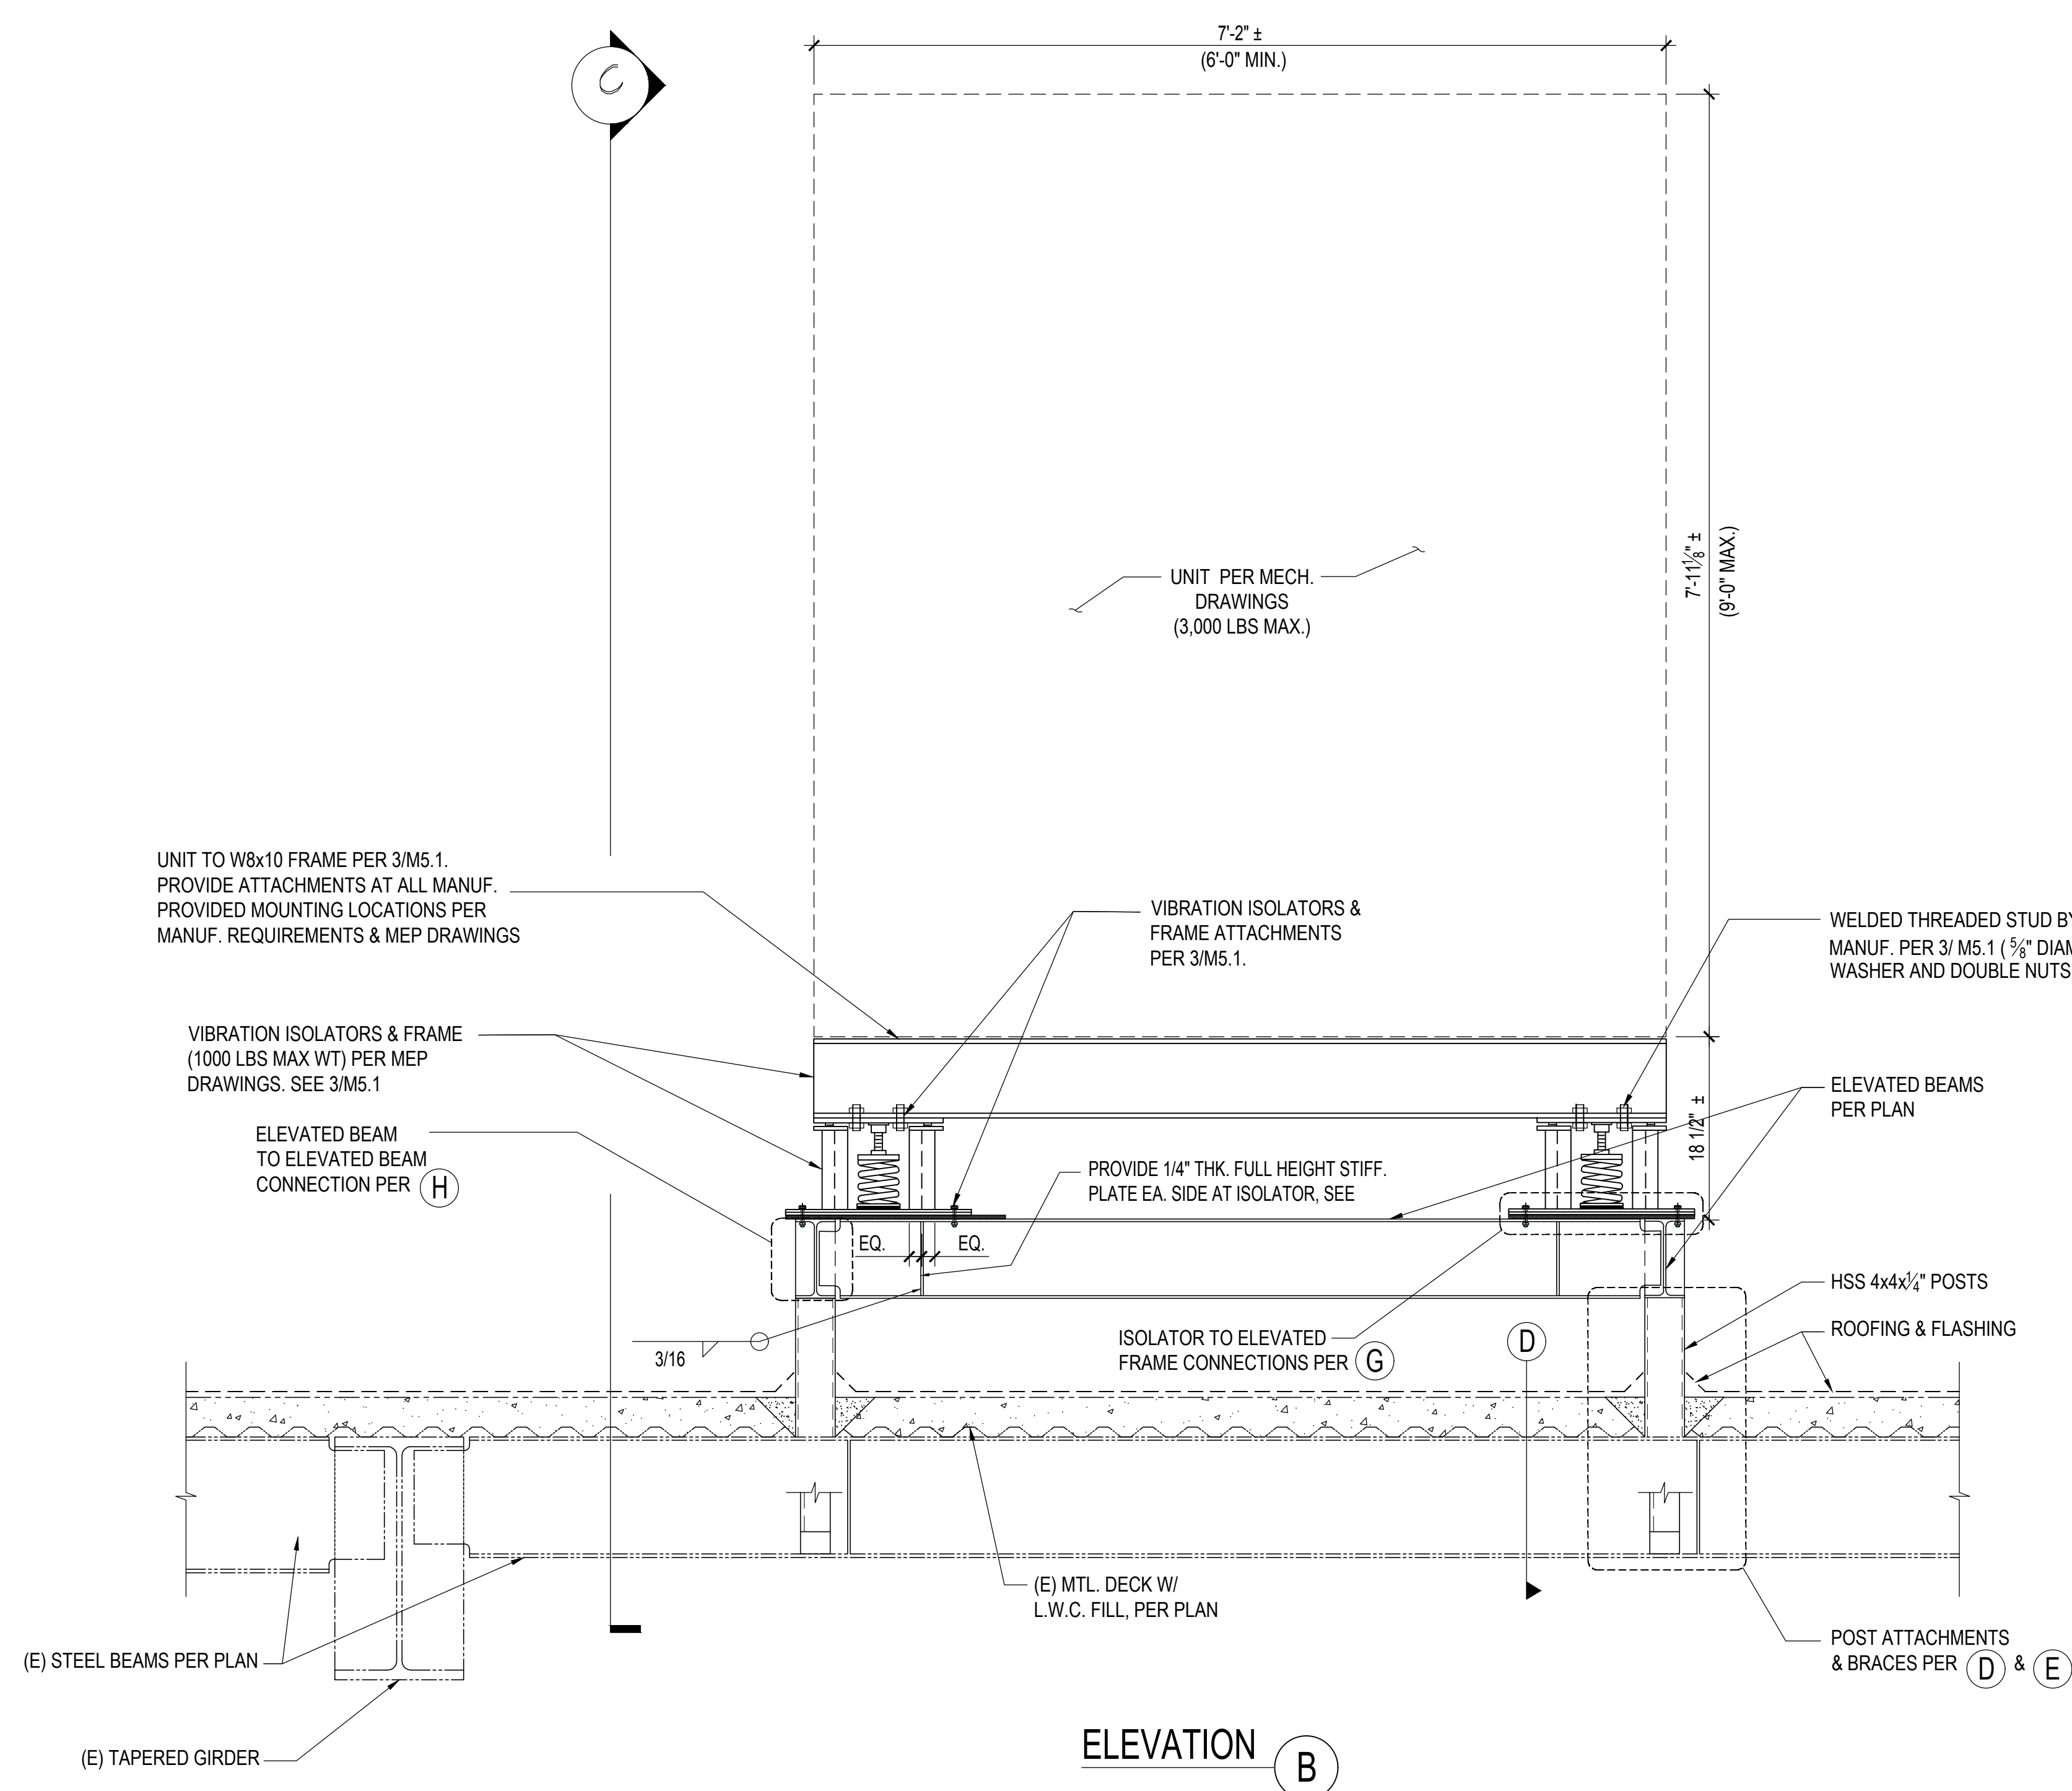 7'-2" ±
(6'-0" MIN.)
C
UNIT PER MECH.
DRAWINGS
(3,000 LBS MAX.)
7'-11 1/8" ±
(9'-0" MAX.)
UNIT TO W8x10 FRAME PER 3/M5.1.
PROVIDE ATTACHMENTS AT ALL MANUF.
PROVIDED MOUNTING LOCATIONS PER
MANUF. REQUIREMENTS & MEP DRAWINGS
VIBRATION ISOLATORS &
FRAME ATTACHMENTS
PER 3/M5.1.
WELDED THREADED STUD BY
MANUF. PER 3/ M5.1 ( 5/8" DIAM
WASHER AND DOUBLE NUTS
VIBRATION ISOLATORS & FRAME
(1000 LBS MAX WT) PER MEP
DRAWINGS. SEE 3/M5.1
ELEVATED BEAMS
PER PLAN
18 1/2" ±
ELEVATED BEAM
TO ELEVATED BEAM
CONNECTION PER H
PROVIDE 1/4" THK. FULL HEIGHT STIFF.
PLATE EA. SIDE AT ISOLATOR, SEE
EQ. EQ.
HSS 4x4x1/4" POSTS
ROOFING & FLASHING
3/16
ISOLATOR TO ELEVATED
FRAME CONNECTIONS PER G
D
(E) MTL. DECK W/
L.W.C. FILL, PER PLAN
(E) STEEL BEAMS PER PLAN
POST ATTACHMENTS
& BRACES PER D & E
(E) TAPERED GIRDER
ELEVATION B